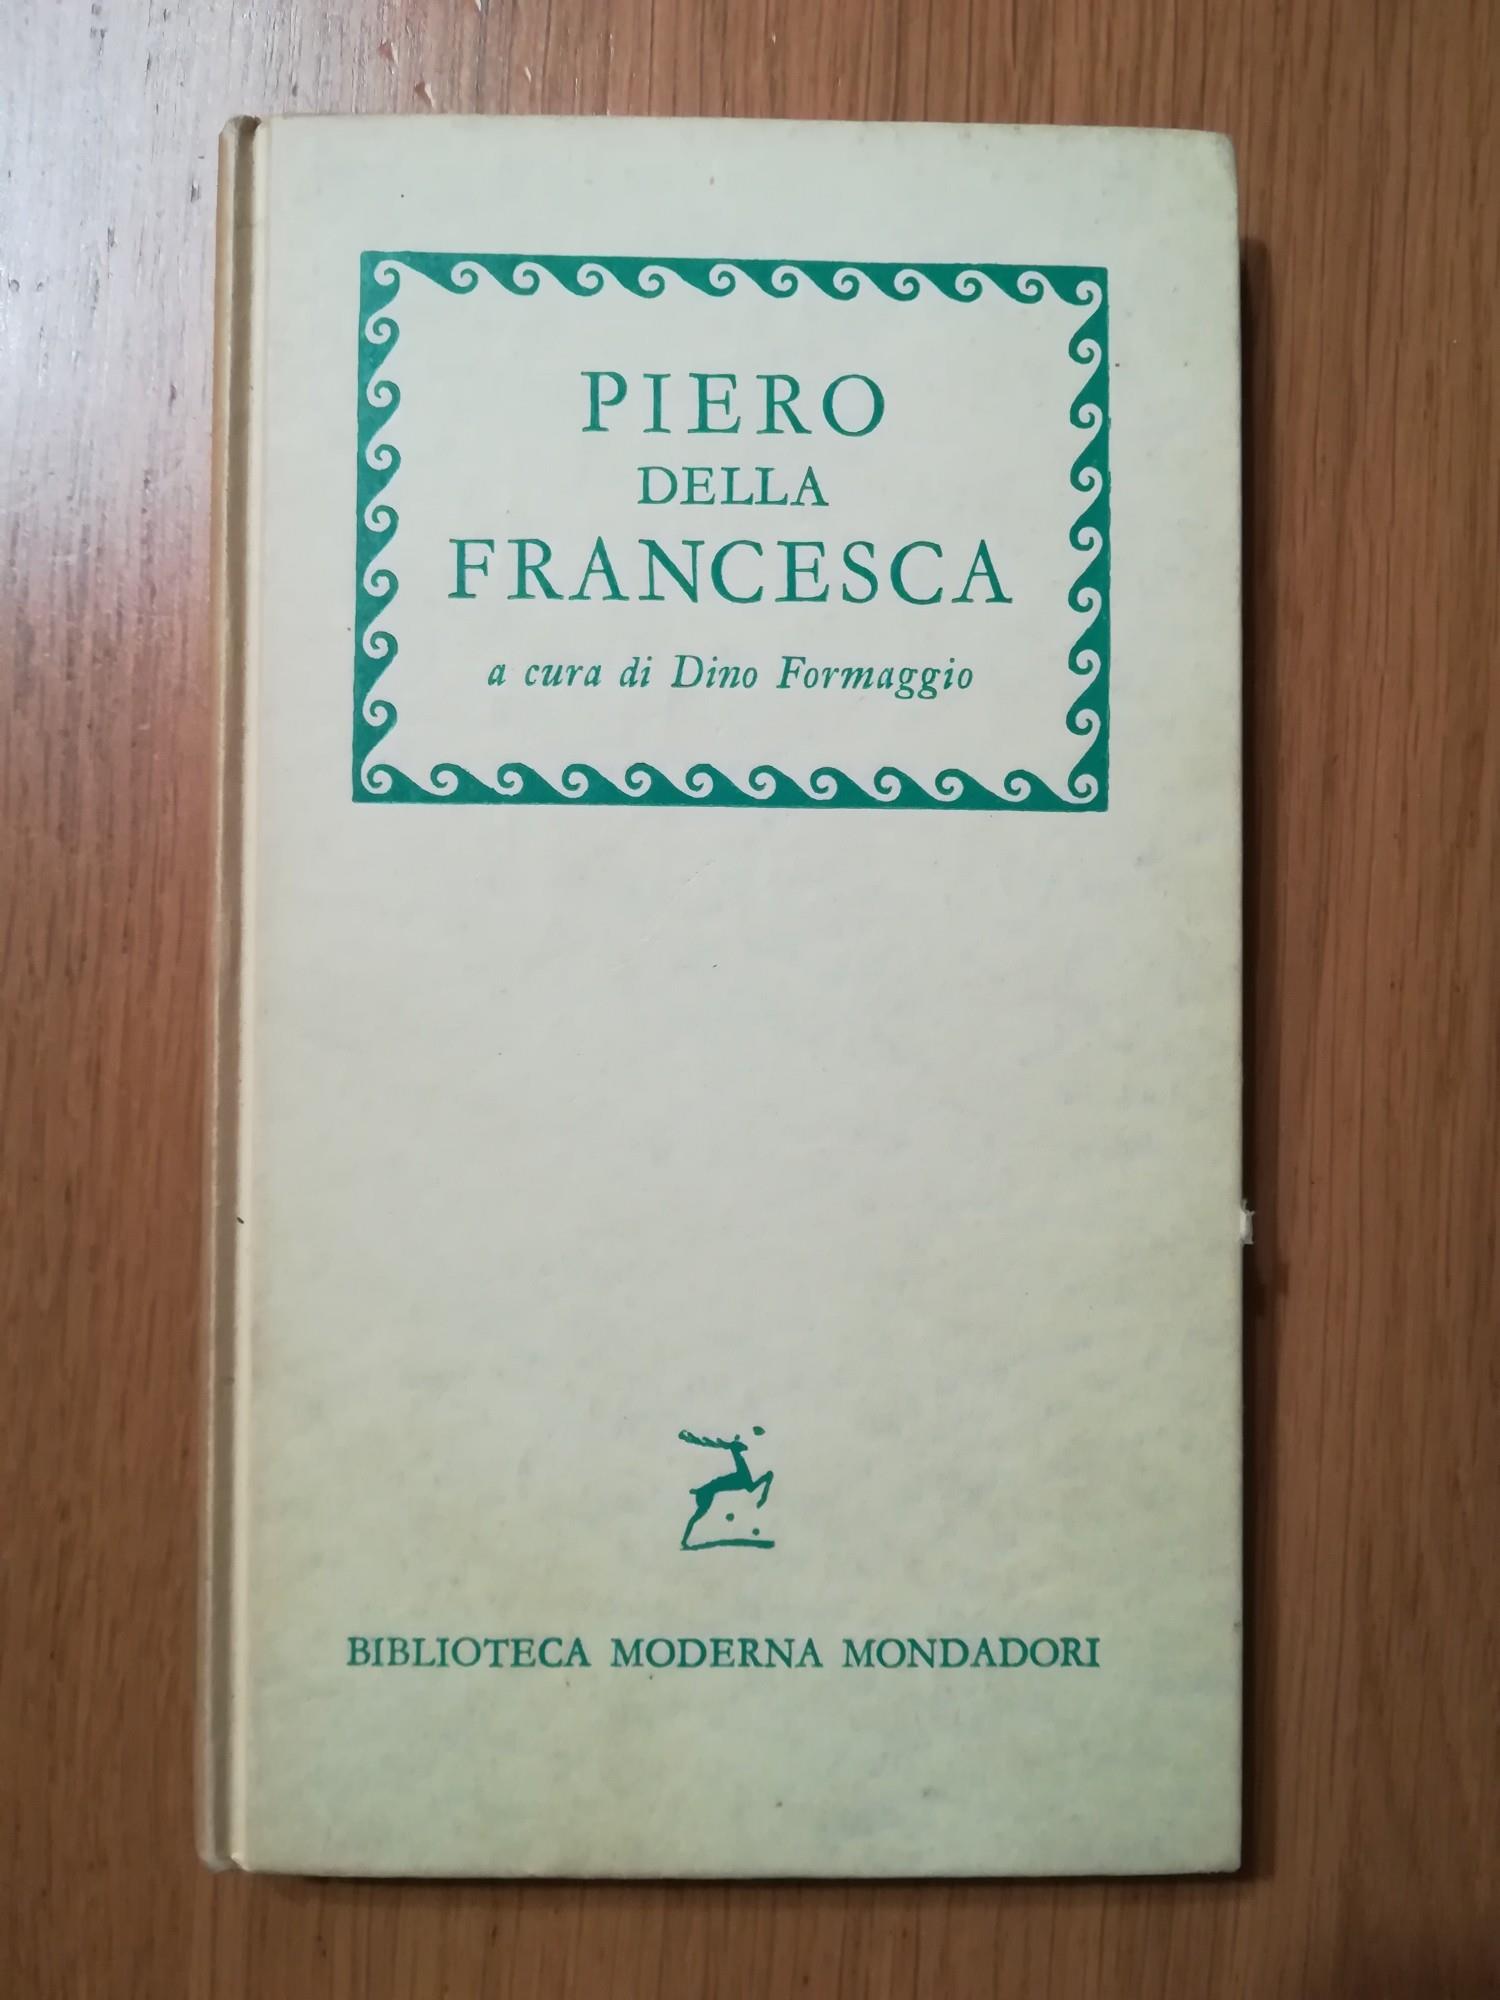 PIERO
DELLA
FRANCESCA
a cura di Dino Formaggio
BIBLIOTECA MODERNA MONDADORI